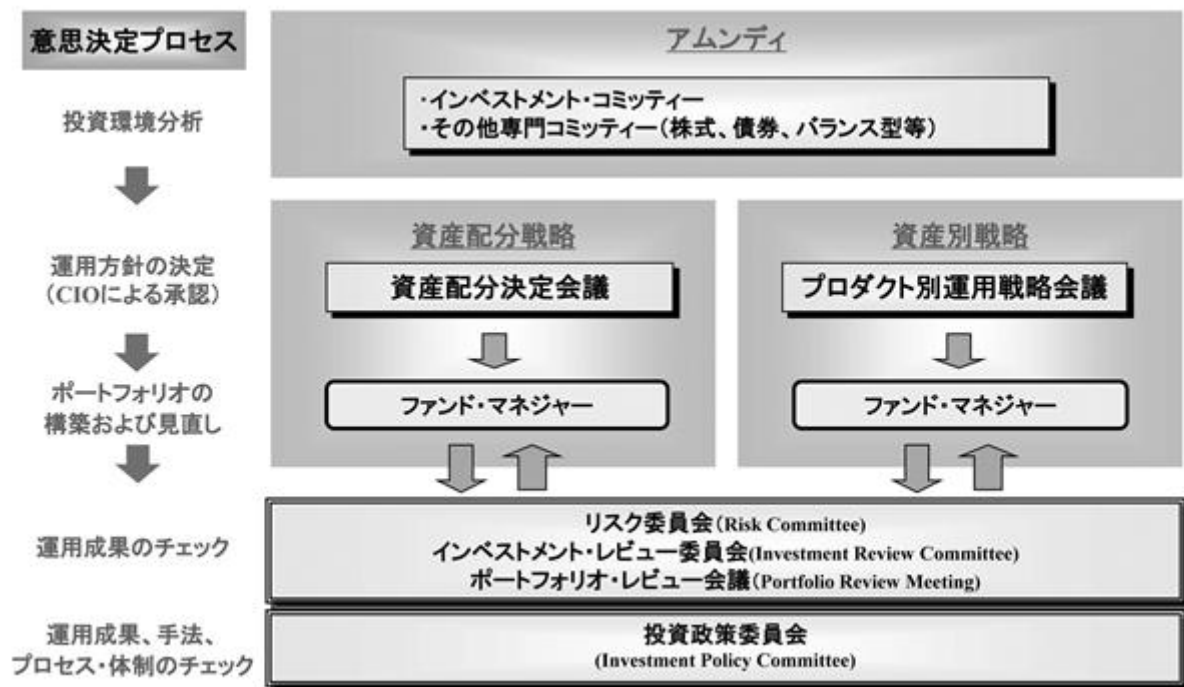 意思決定プロセス
アムンディ
投資環境分析
・インベストメント・コミッティー
・その他専門コミッティー(株式、債券、バランス型等)
運用方針の決定
(CIOによる承認)
資産配分戦略
資産配分決定会議
資産別戦略
プロダクト別運用戦略会議
ポートフォリオの
構築および見直し
ファンド・マネジャー
ファンド・マネジャー
運用成果のチェック
リスク委員会(Risk Committee)
インベストメント・レビュー委員会(Investment Review Committee)
ポートフォリオ・レビュー会議(Portfolio Review Meeting)
運用成果、手法、
プロセス・体制のチェック
投資政策委員会
(Investment Policy Committee)